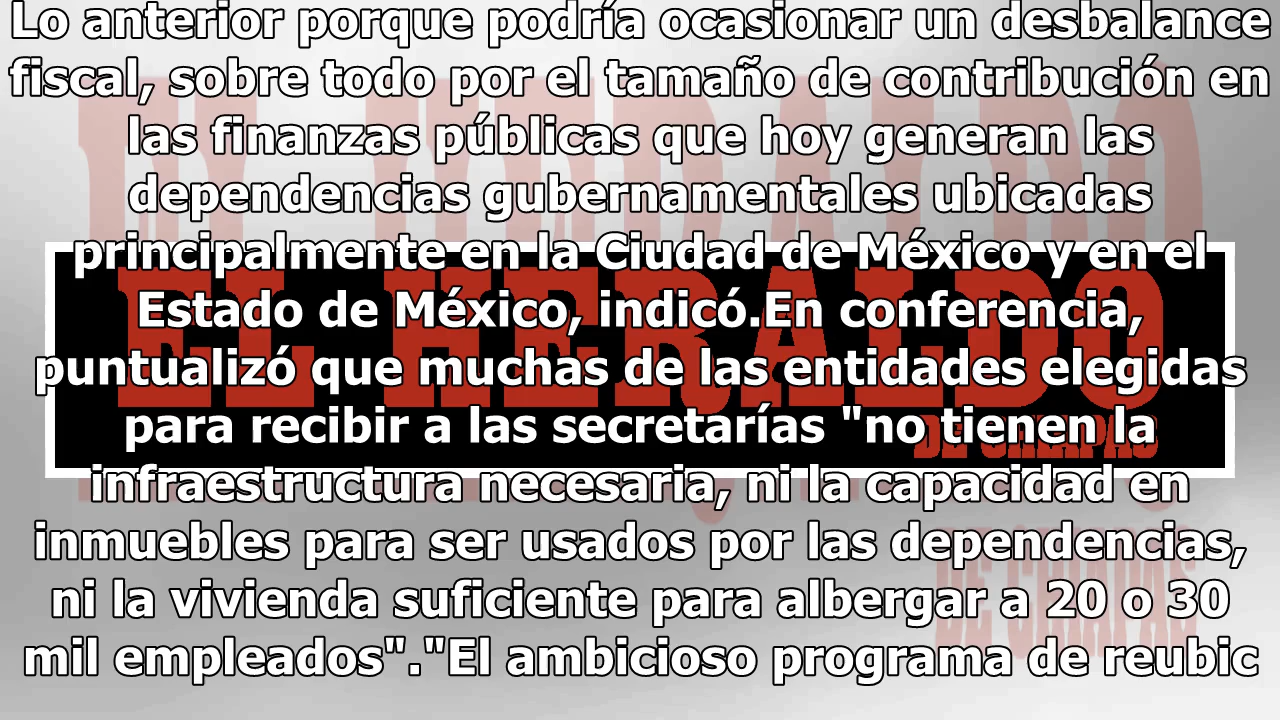 Lo anterior porque podría ocasionar un desbalance
fiscal, sobre todo por el tamaño de contribución en
las finanzas públicas que hoy generan las
dependencias gubernamentales ubicadas
principalmente en la Ciudad de México y en el
Estado de México, indicó.En conferencia,
puntualizó que muchas de las entidades elegidas
para recibir a las secretarías "no tienen la
infraestructura necesaria, ni la capacidad en
inmuebles para ser usados por las dependencias,
ni la vivienda suficiente para albergar a 20 o 30
mil empleados"."El ambicioso programa de reubic
EL HERALDO
DE CHIAPAS